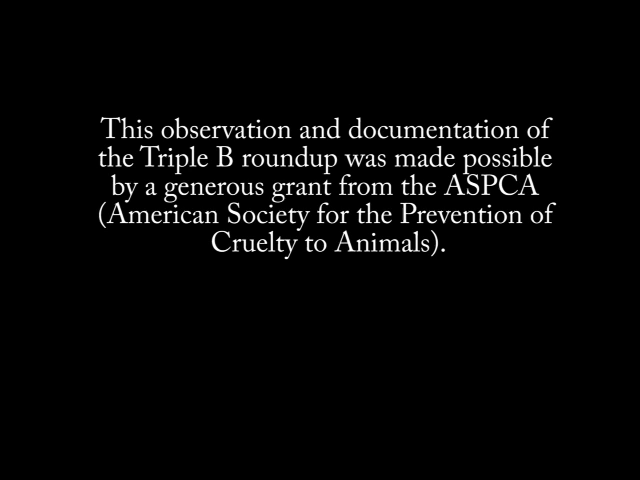 This observation and documentation of
the Triple B roundup was made possible
by a generous grant from the ASPCA
(American Society for the Prevention of
Cruelty to Animals).